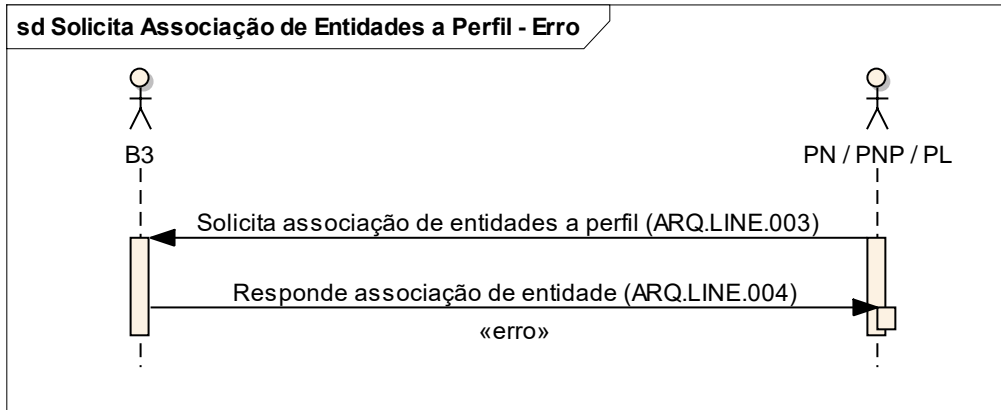 sd Solicita Associação de Entidades a Perfil - Erro
B3
PN / PNP / PL
Solicita associação de entidades a perfil (ARQ.LINE.003)
Responde associação de entidade (ARQ.LINE.004)
«erro»